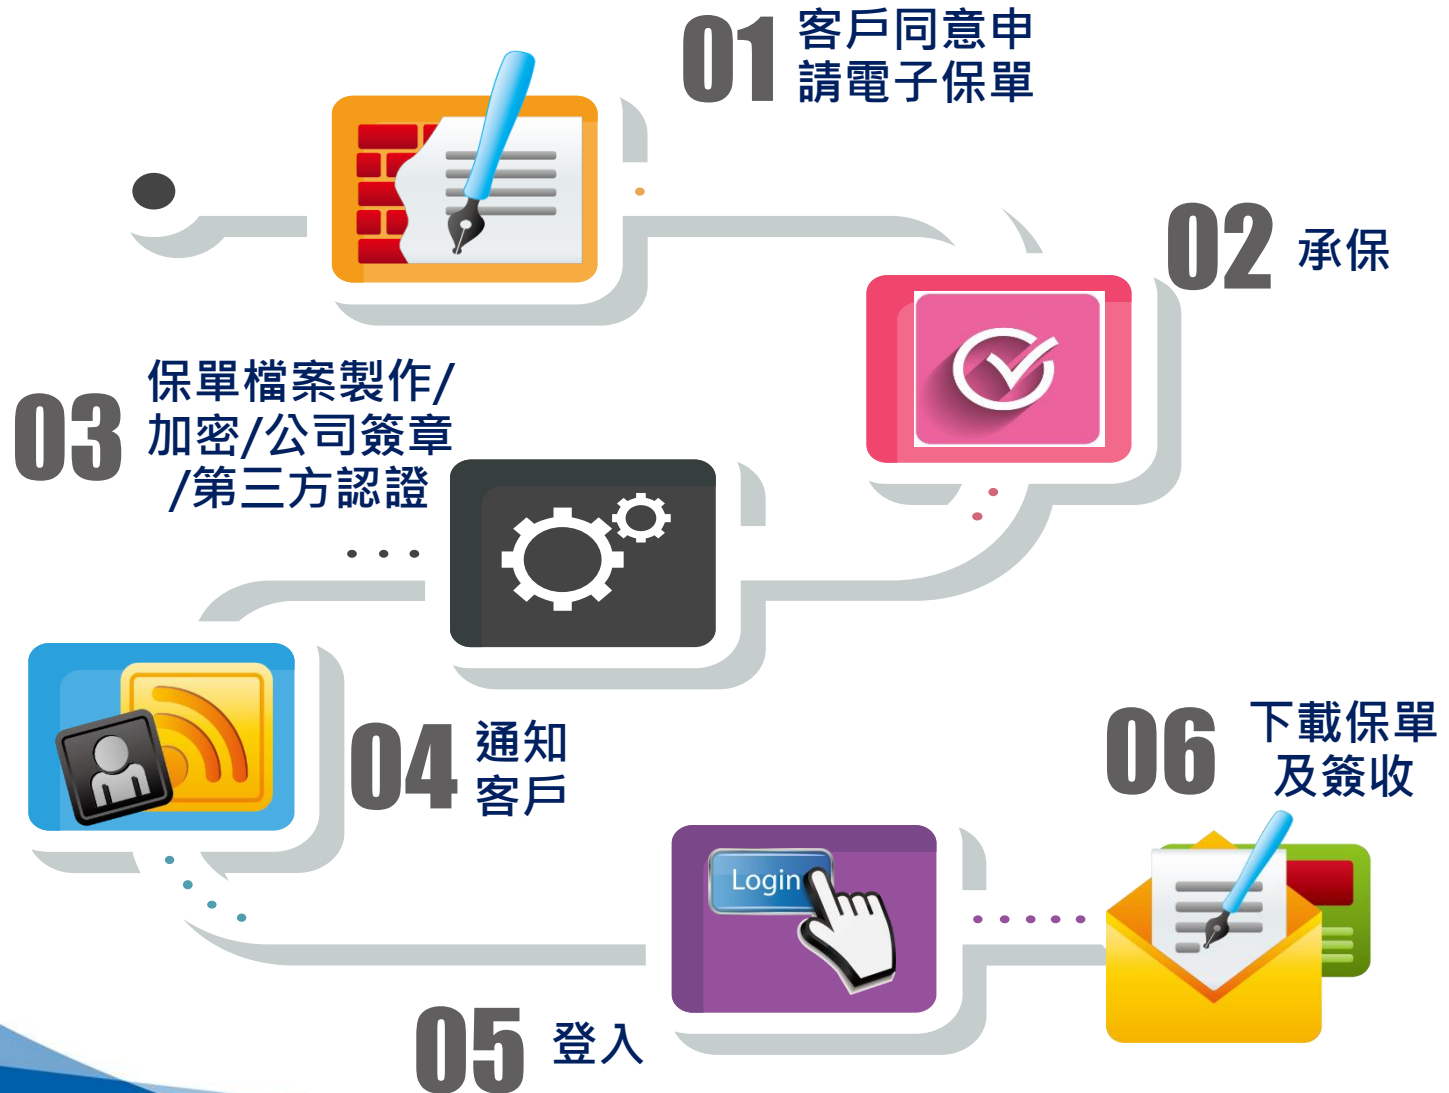 01
客戶同意申
請電子保單
02
承保
03
保單檔案製作/
加密/公司簽章
/第三方認證
04
通知
客戶
05
登入
Login
06
下載保單
及簽收